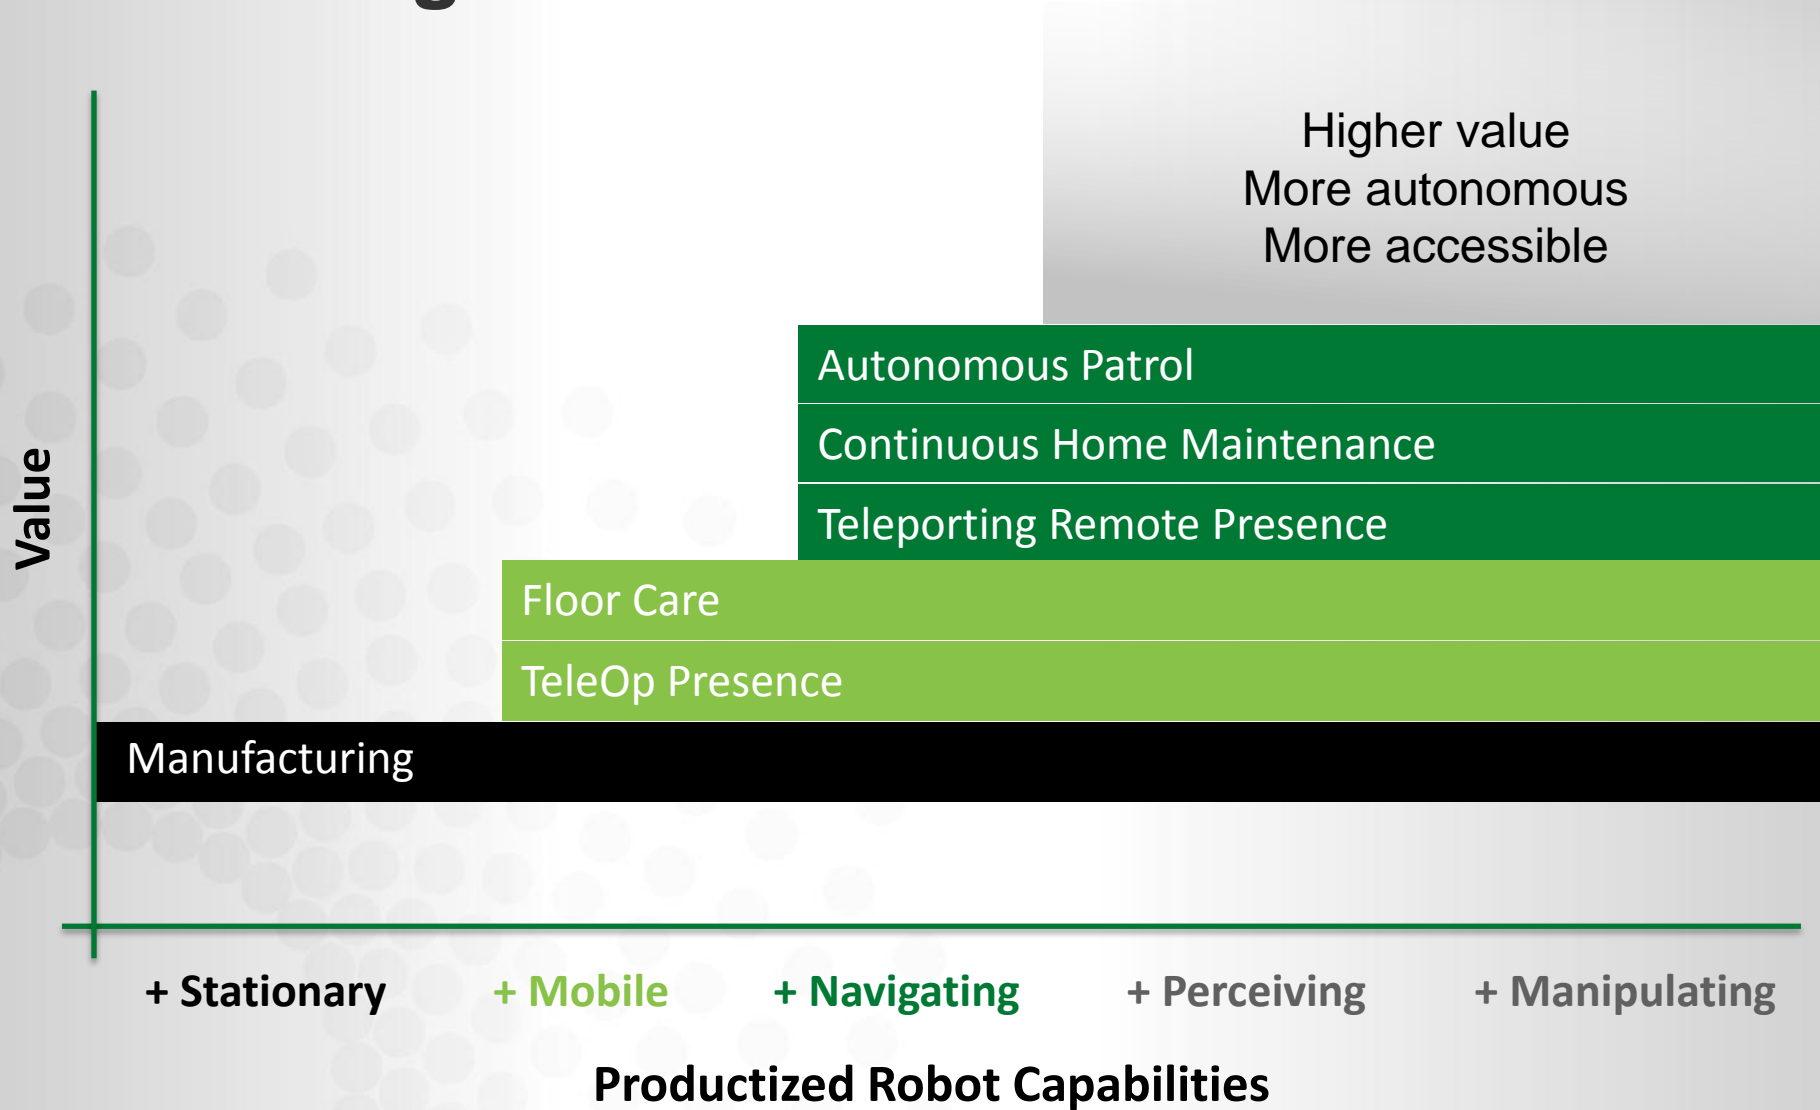 Higher value
More autonomous
More accessible
Autonomous Patrol
Continuous Home Maintenance
Teleporting Remote Presence
Floor Care
TeleOp Presence
Manufacturing
Value
+ Stationary + Mobile + Navigating + Perceiving + Manipulating
Productized Robot Capabilities